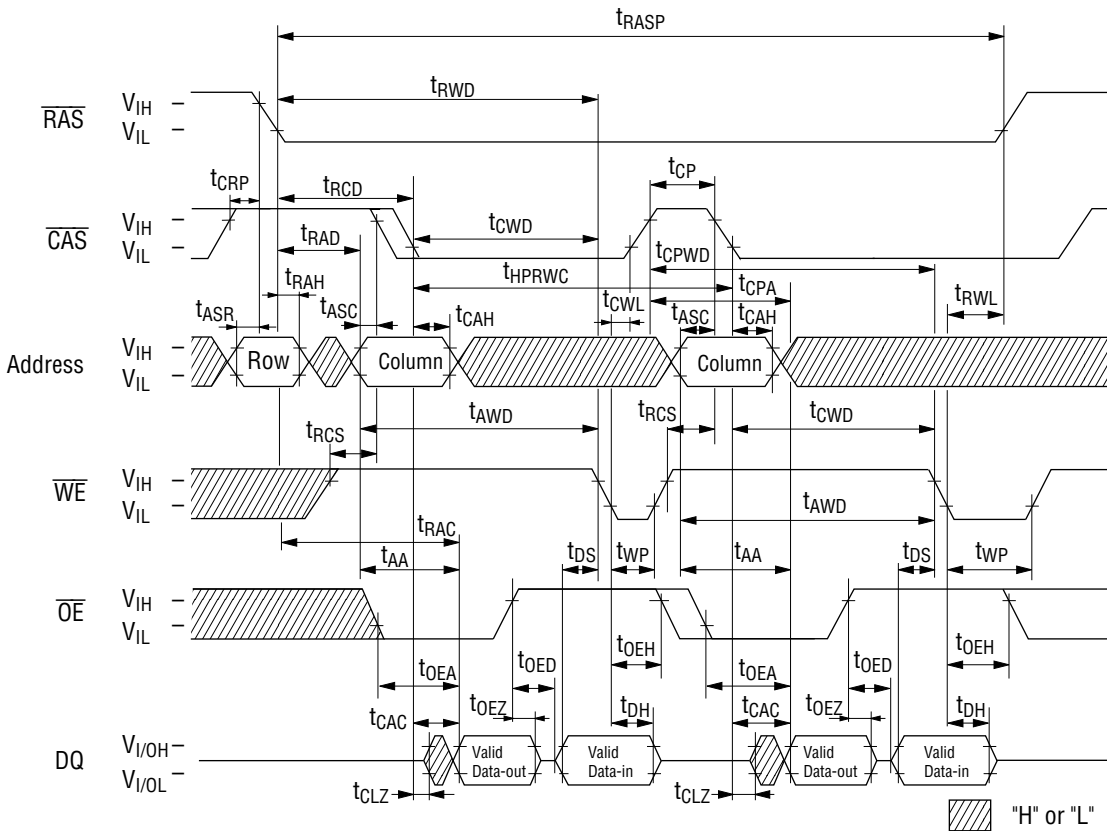 tRASP
tRWD
RAS
VIH
VIL
tCRP
tRCD
tCP
CAS
VIH
VIL
tRAD
tCWD
tCPWD
tHPRWC
tCPA
tRAH
tASR
tASC
tCAH
tCWL
tASC
tCAH
tRWL
Address
VIH
VIL
Row
Column
Column
tRCS
tAWD
tRCS
tCWD
WE
VIH
VIL
tRAC
tAWD
tAA
tDS
tWP
tAA
tDS
tWP
OE
VIH
VIL
tOEA
tOED
tOEH
tOEA
tOED
tOEH
tCAC
tOEZ
tDH
tCAC
tOEZ
tDH
DQ
VI/OH
VI/OL
Valid
Data-out
Valid
Data-in
Valid
Data-out
Valid
Data-in
tCLZ
tCLZ
"H" or "L"